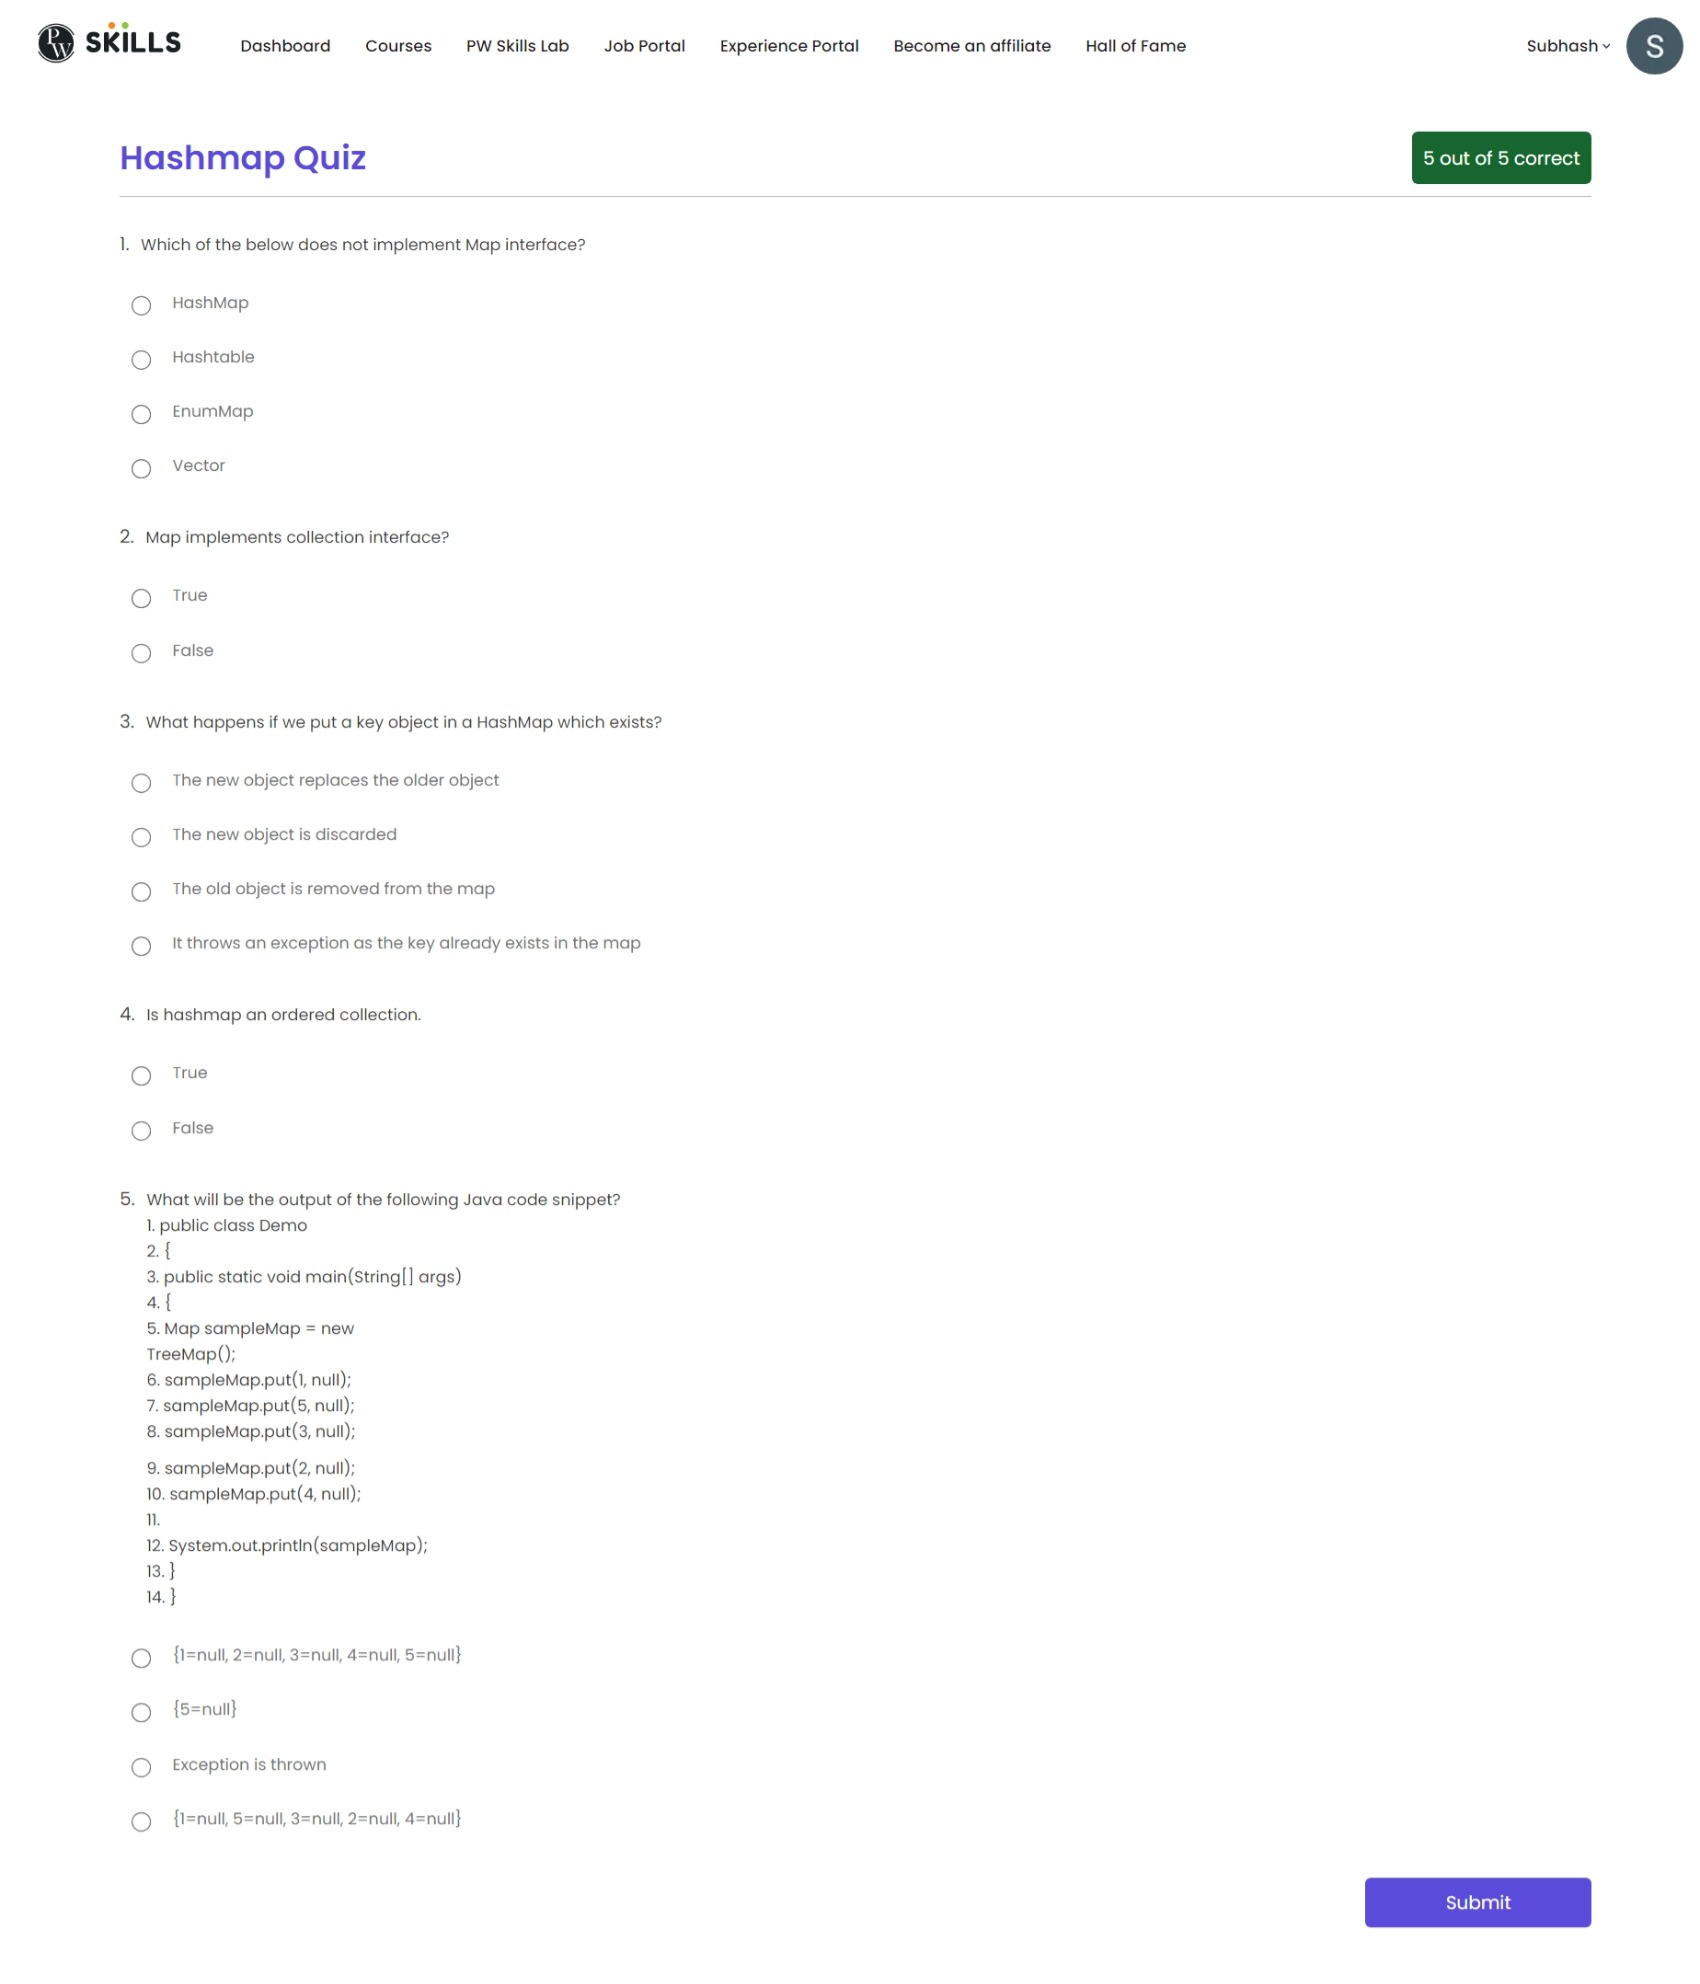 PW SKILLS
Dashboard Courses PW Skills Lab Job Portal Experience Portal Become an affiliate Hall of Fame Subhash S
Hashmap Quiz
5 out of 5 correct
1. Which of the below does not implement Map interface?
HashMap
Hashtable
EnumMap
Vector
2. Map implements collection interface?
True
False
3. What happens if we put a key object in a HashMap which exists?
The new object replaces the older object
The new object is discarded
The old object is removed from the map
It throws an exception as the key already exists in the map
4. Is hashmap an ordered collection.
True
False
5. What will be the output of the following Java code snippet?
1. public class Demo
2. {
3. public static void main(String[] args)
4. {
5. Map sampleMap = new
TreeMap();
6. sampleMap.put(1, null);
7. sampleMap.put(5, null);
8. sampleMap.put(3, null);
9. sampleMap.put(2, null);
10. sampleMap.put(4, null);
11.
12. System.out.println(sampleMap);
13. }
14. }
{1=null, 2=null, 3=null, 4=null, 5=null}
{5=null}
Exception is thrown
{1=null, 5=null, 3=null, 2=null, 4=null}
Submit